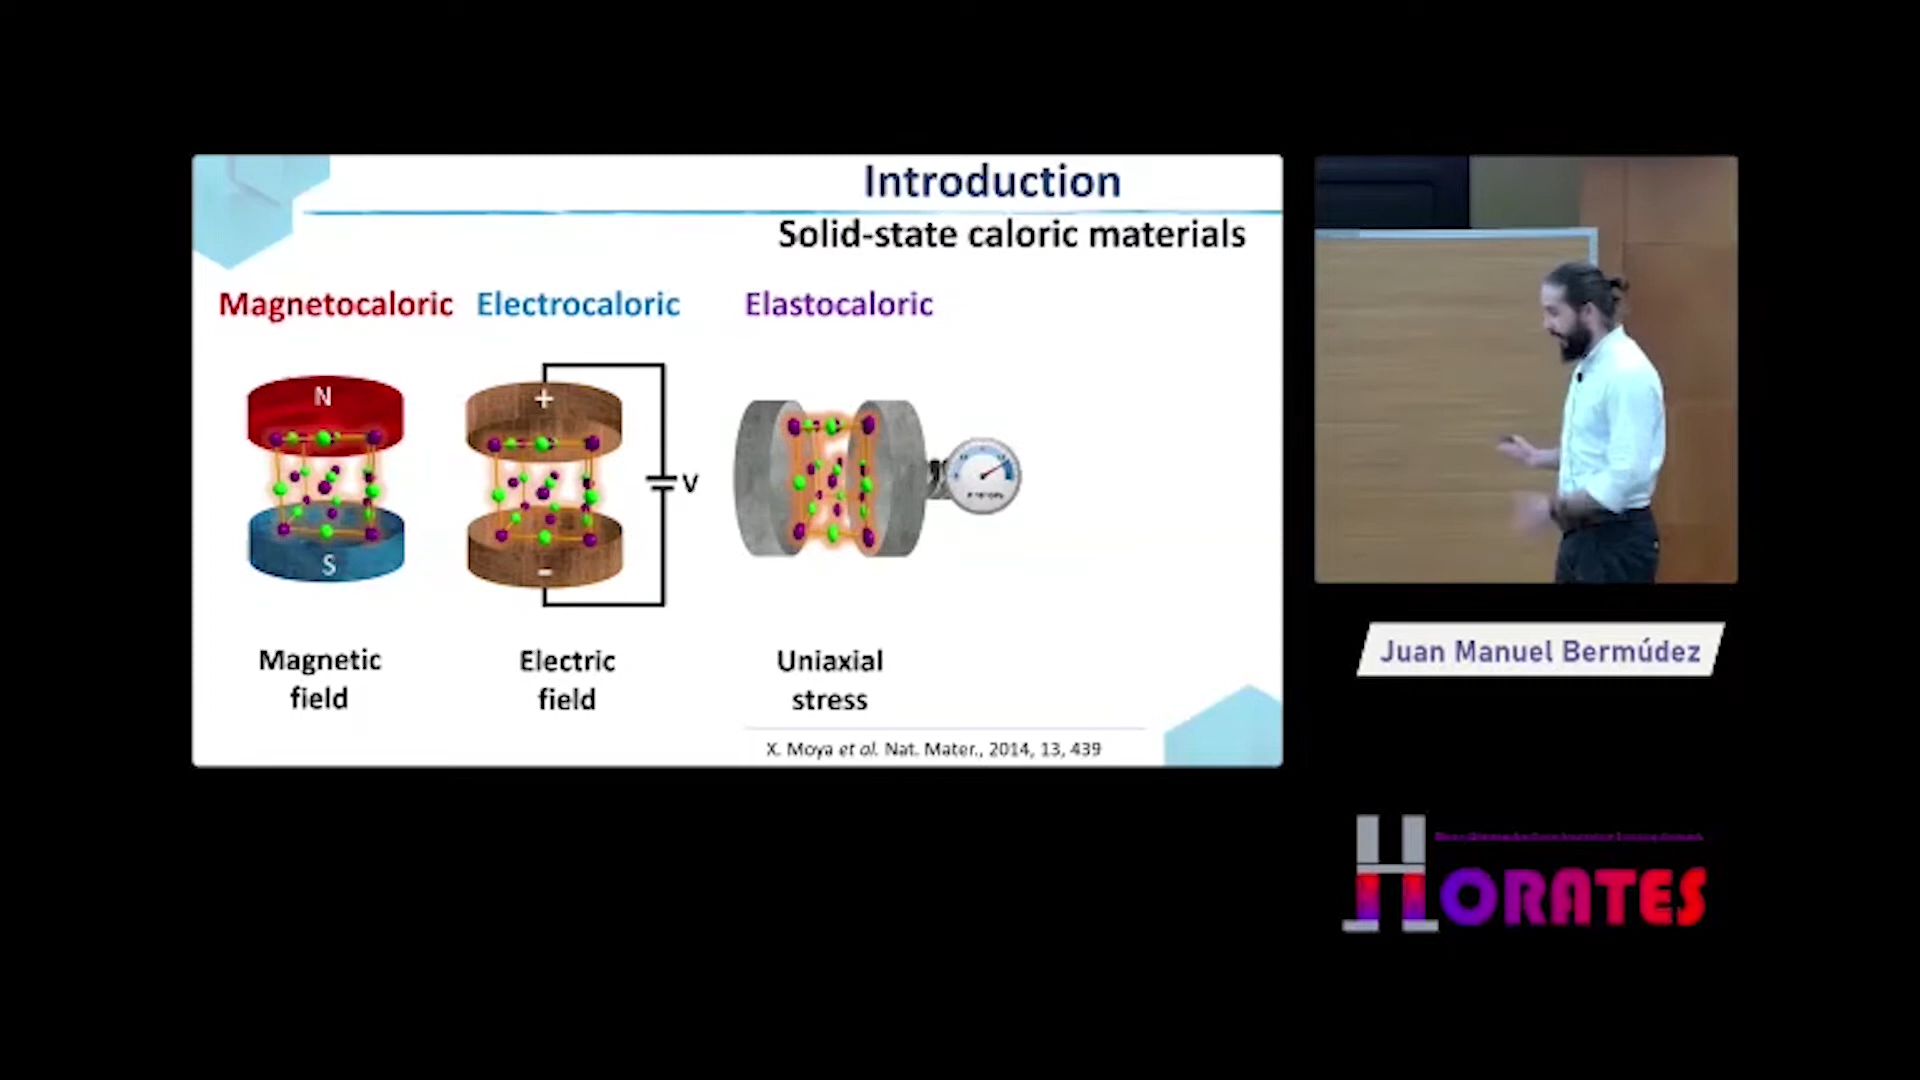 Introduction
Solid-state caloric materials
Magnetocaloric
Electrocaloric
Elastocaloric
N
S
+
-
V
Magnetic
field
Electric
field
Uniaxial
stress
X. Moya et al. Nat. Mater., 2014, 13, 439
Juan Manuel Bermúdez
HORATES